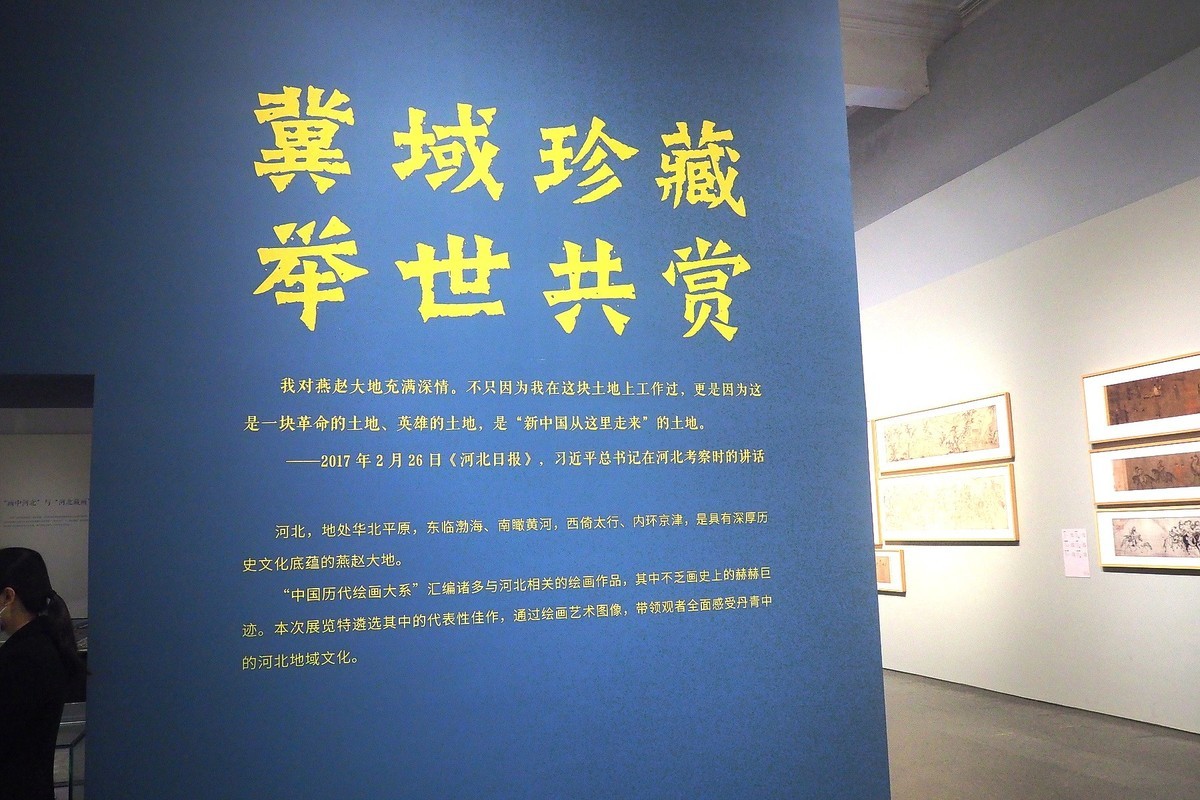 冀域珍藏
举世共赏
我对燕赵大地充满深情。不只因为我在这块土地上工作过，更是因为这
是一块革命的土地、英雄的土地，是“新中国从这里走来”的土地。
——2017 年 2 月 26 日《河北日报》，习近平总书记在河北考察时的讲话
河北，地处华北平原，东临渤海、南瞰黄河，西倚太行、内环京津，是具有深厚历
史文化底蕴的燕赵大地。
“中国历代绘画大系”汇编诸多与河北相关的绘画作品，其中不乏画史上的赫赫巨
迹。本次展览特遴选其中的代表性佳作，通过绘画艺术图像，带领观者全面感受丹青中
的河北地域文化。